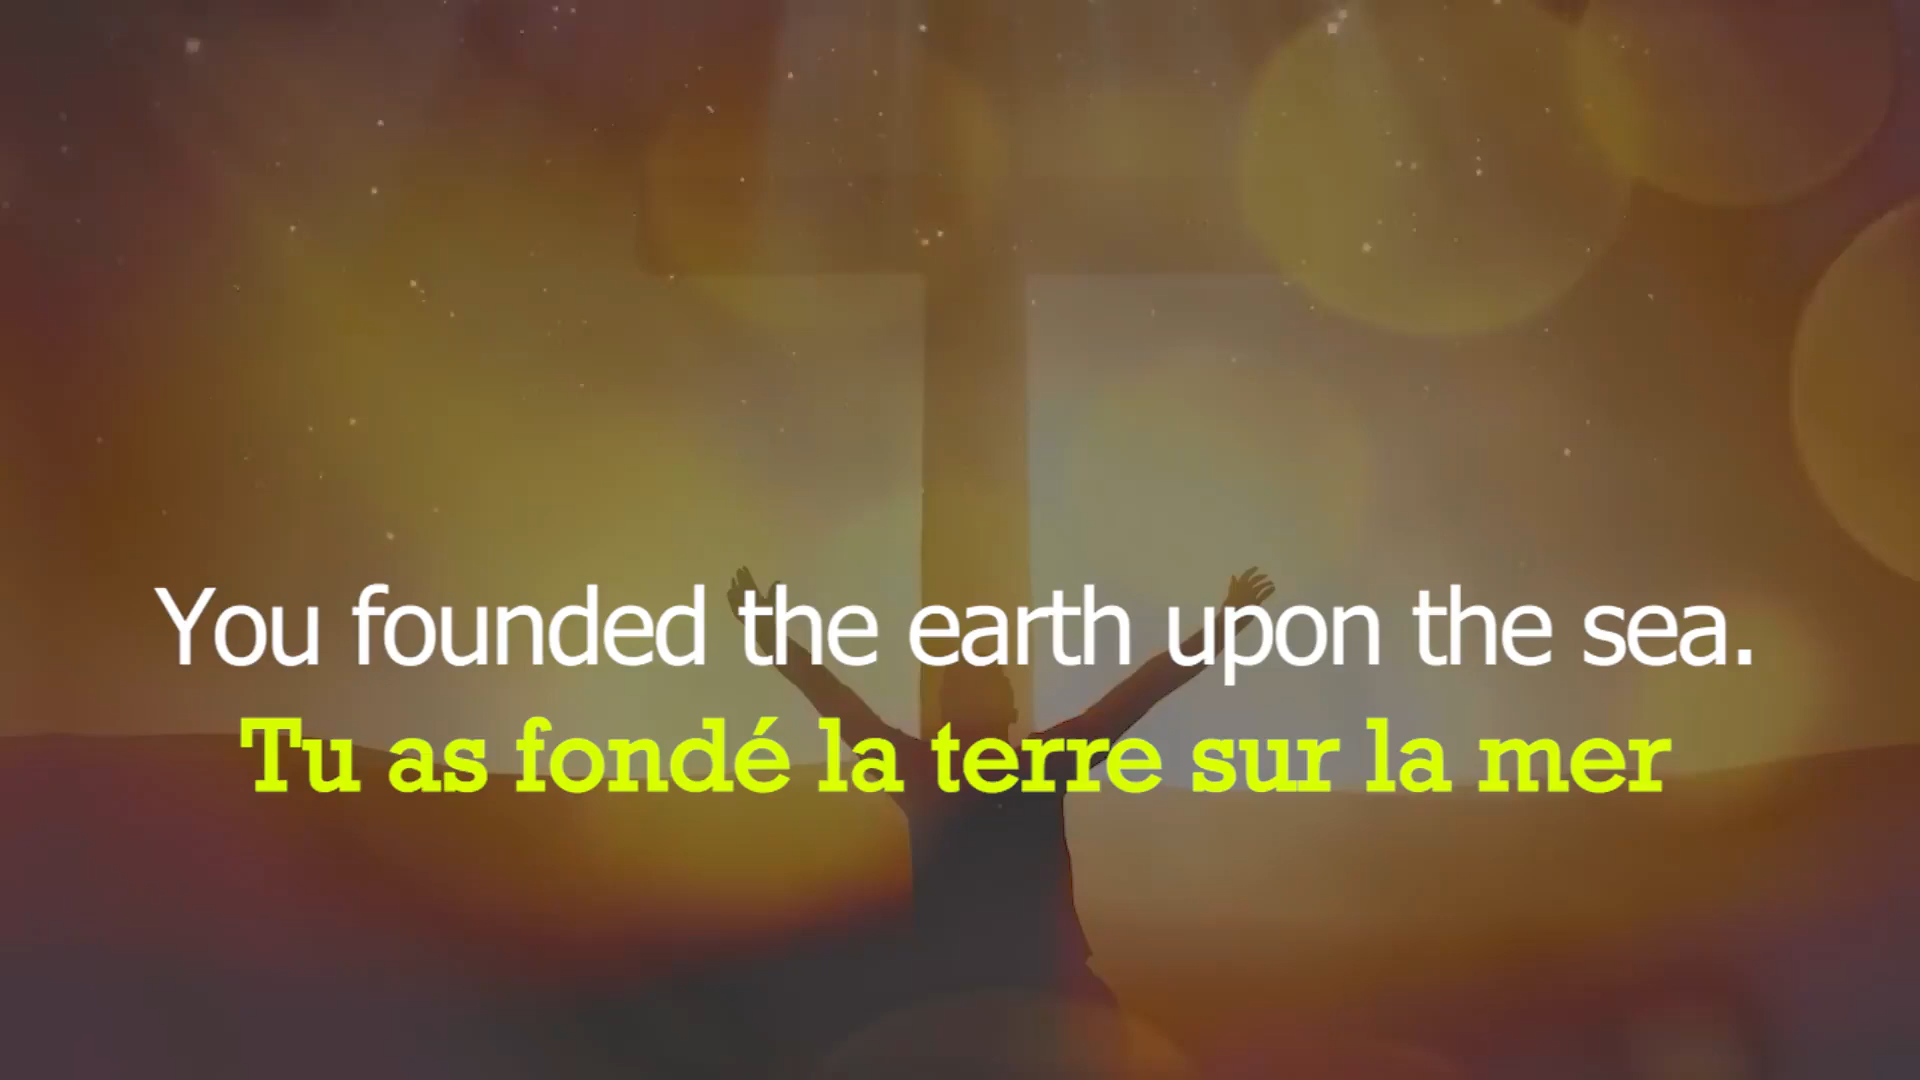 You founded the earth upon the sea.
Tu as fondé la terre sur la mer